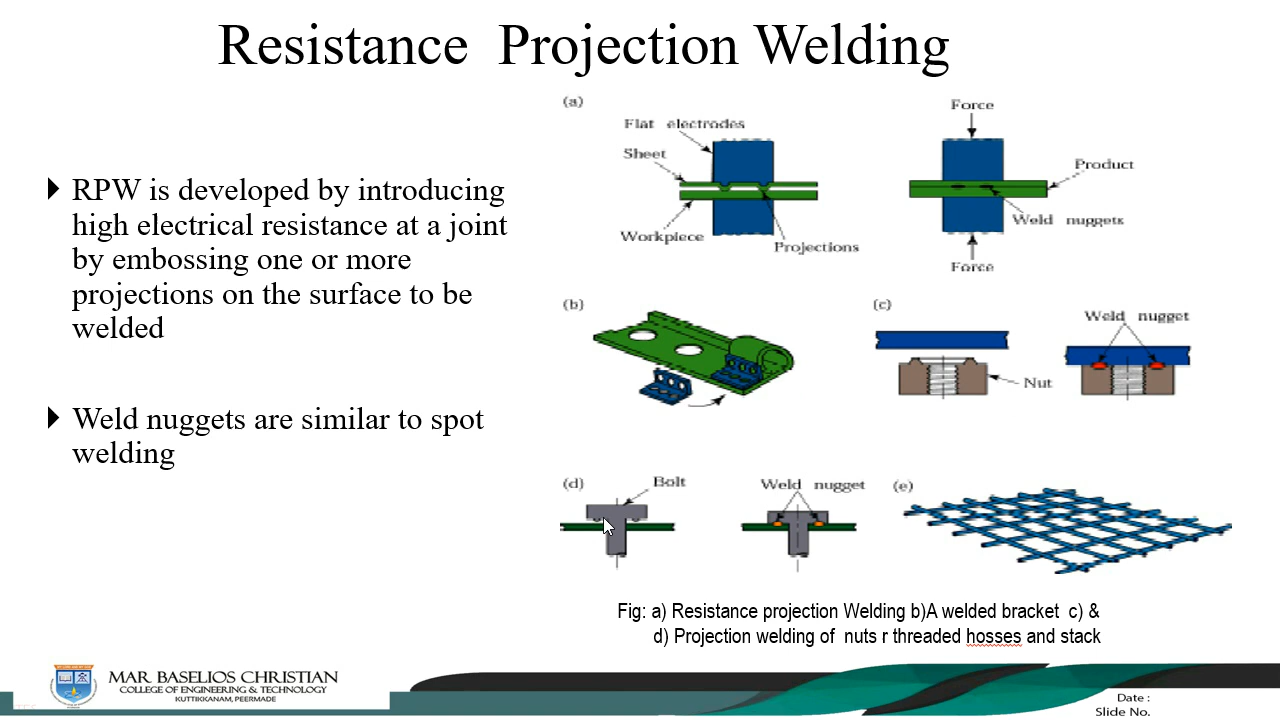 Resistance Projection Welding
RPW is developed by introducing
high electrical resistance at a joint
by embossing one or more
projections on the surface to be
welded
Weld nuggets are similar to spot
welding
(a)
Flat electrodes
Sheet
Workpiece
Projections
Force
Product
Weld nuggets
Force
(b)
(c)
Weld nugget
Nut
(d)
Bolt
Weld nugget
(e)
Fig: a) Resistance projection Welding b)A welded bracket c) &
d) Projection welding of nuts r threaded hosses and stack
MAR BASELIOS CHRISTIAN
COLLEGE OF ENGINEERING & TECHNOLOGY
KUTTIKKANAM, PEERMADE
Date :
Slide No.